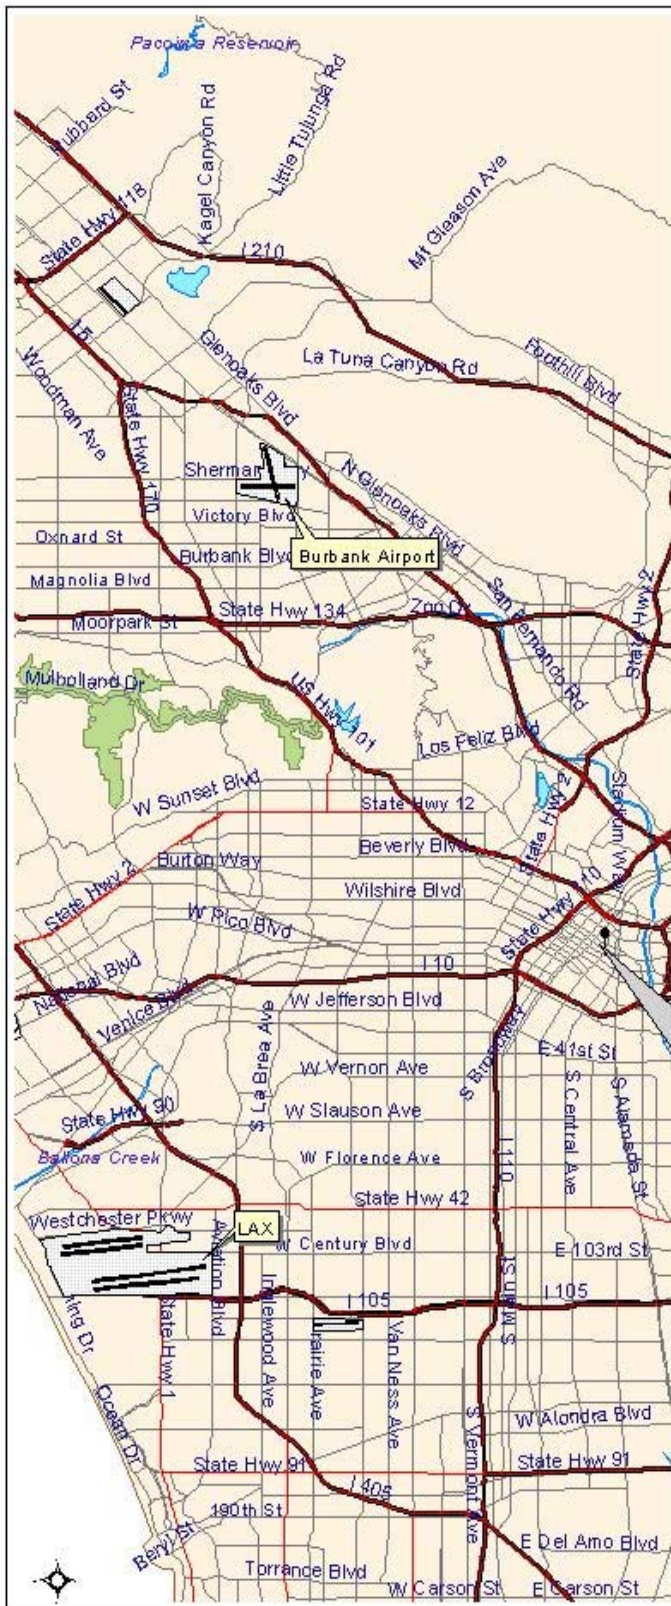 Pacoima Reservoir
Hubbard St
Kagel Canyon Rd
Little Tulunga Rd
Mt Gleason Ave
State Hwy 118
I 210
I 5
Glenoaks Blvd
La Tuna Canyon Rd
Foothill Blvd
Woodman Ave
State Hwy 170
Sherman
N Glenoaks Blvd
Victory Blvd
Oxnard St
Burbank Blvd
Burbank Airport
Magnolia Blvd
State Hwy 134
Zoo Dr
Moorpark St
San Fernando Rd
State Hwy 2
Mulholland Dr
US Hwy 101
Los Feliz Blvd
W Sunset Blvd
State Hwy 12
State Hwy 2
Stadium Way
Beverly Blvd
Burton Way
Wilshire Blvd
State Hwy 2
W Pico Blvd
State Hwy 110
I 10
National Blvd
Venice Blvd
W Jefferson Blvd
S La Brea Ave
S Broadway
E 41st St
W Vernon Ave
S Central Ave
S Alameda St
State Hwy 90
W Slauson Ave
Ballona Creek
W Florence Ave
I 110
State Hwy 42
Westchester Pkwy
LAX
W Century Blvd
E 103rd St
Aviation Blvd
I 105
I 105
S Main St
State Hwy 1
Inglewood Ave
Prairie Ave
Van Ness Ave
Ocean Dr
W Alondra Blvd
S Vermont Ave
State Hwy 91
State Hwy 91
I 405
190th St
Beryl St
E Del Amo Blvd
Torrance Blvd
W Carson St
E Carson St